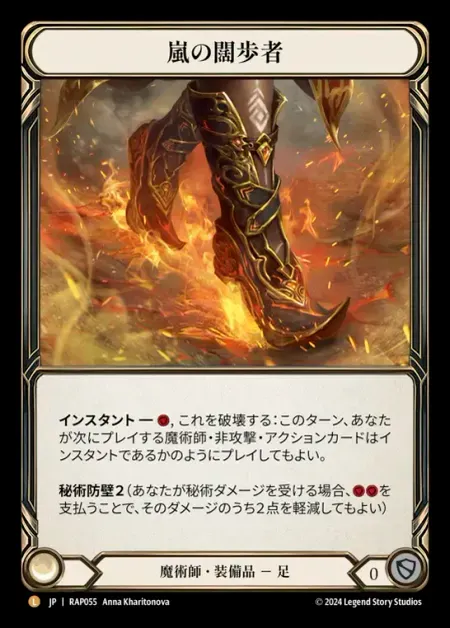 嵐の闊歩者
インスタント ー , これを破壊する：このターン、あなた
が次にプレイする魔術師・非攻撃・アクションカードはイ
ンスタントであるかのようにプレイしてもよい。
秘術防壁２（あなたが秘術ダメージを受ける場合、を
支払うことで、そのダメージのうち２点を軽減してもよい）
魔術師・装備品 ー 足
0
L JP | RAP055 Anna Kharitonova
© 2024 Legend Story Studios